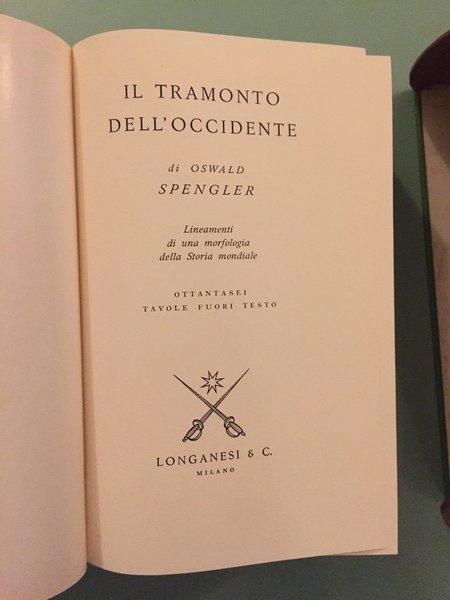 IL TRAMONTO
DELL'OCCIDENTE
di OSWALD
SPENGLER
Lineamenti
di una morfologia
della Storia mondiale
OTTANTASEI
TAVOLE FUORI TESTO
LONGANESI & C.
MILANO